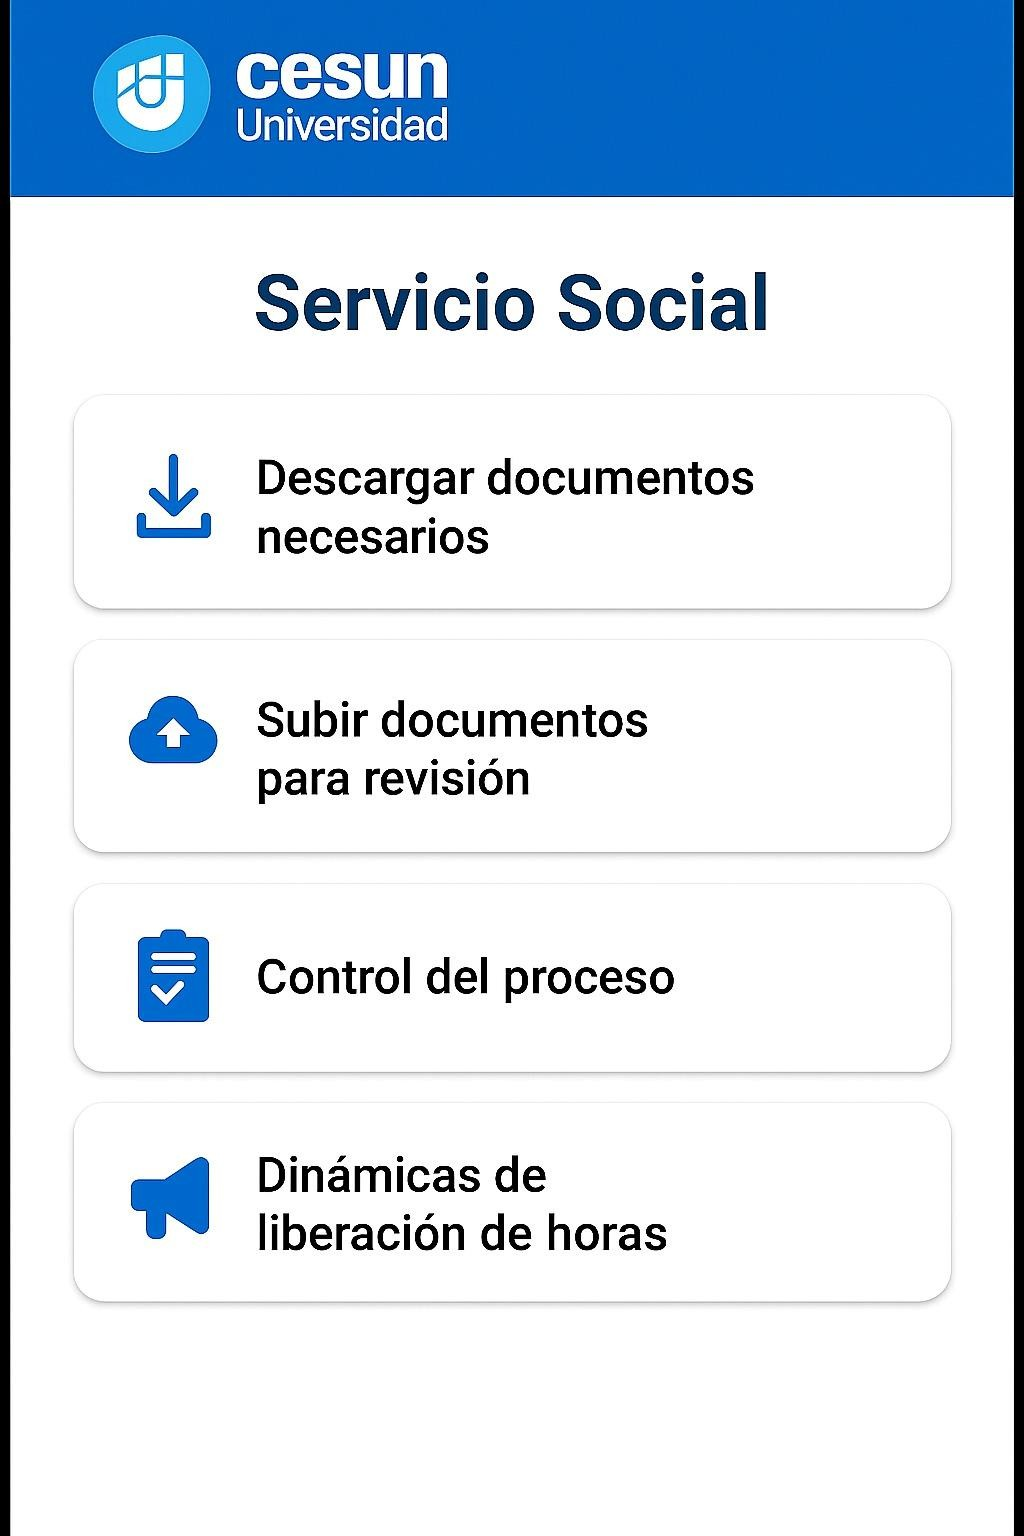 cesun
Universidad
Servicio Social
Descargar documentos
necesarios
Subir documentos
para revisión
Control del proceso
Dinámicas de
liberación de horas